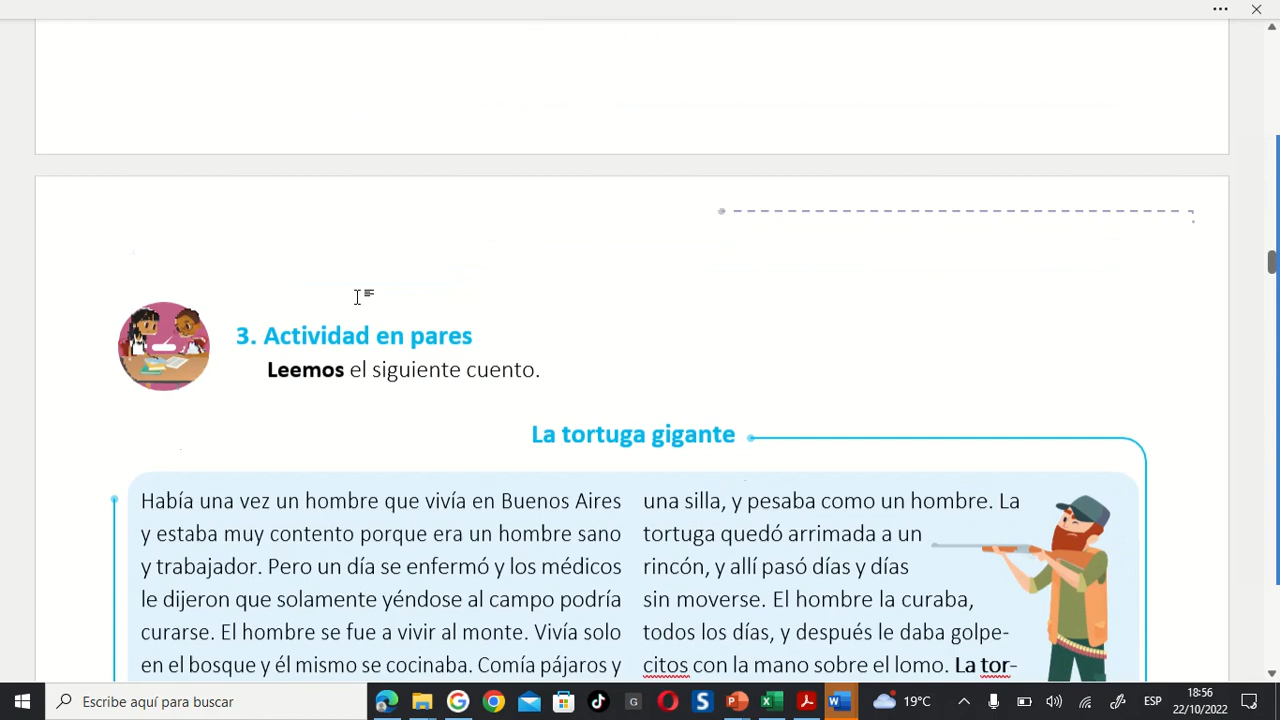 3. Actividad en pares
Leemos el siguiente cuento.
La tortuga gigante
Había una vez un hombre que vivía en Buenos Aires
y estaba muy contento porque era un hombre sano
y trabajador. Pero un día se enfermó y los médicos
le dijeron que solamente yéndose al campo podría
curarse. El hombre se fue a vivir al monte. Vivía solo
en el bosque y él mismo se cocinaba. Comía pájaros y
una silla, y pesaba como un hombre. La
tortuga quedó arrimada a un
rincón, y allí pasó días y días
sin moverse. El hombre la curaba,
todos los días, y después le daba golpe-
citos con la mano sobre el lomo. La tor-
Escribe aquí para buscar
19°C
ESP
18:56
22/10/2022